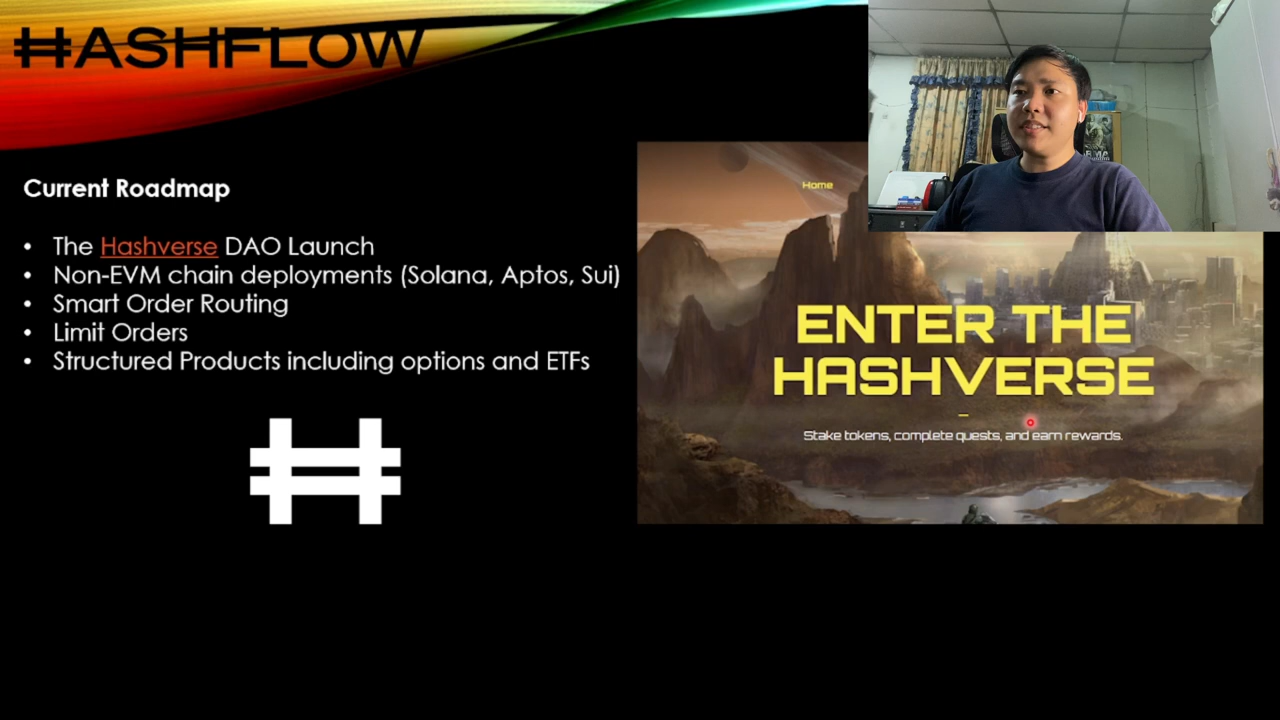 HASHFLOW
Current Roadmap
• The Hashverse DAO Launch
• Non-EVM chain deployments (Solana, Aptos, Sui)
• Smart Order Routing
• Limit Orders
• Structured Products including options and ETFs
Home
ENTER THE
HASHVERSE
Stake tokens, complete quests, and earn rewards.